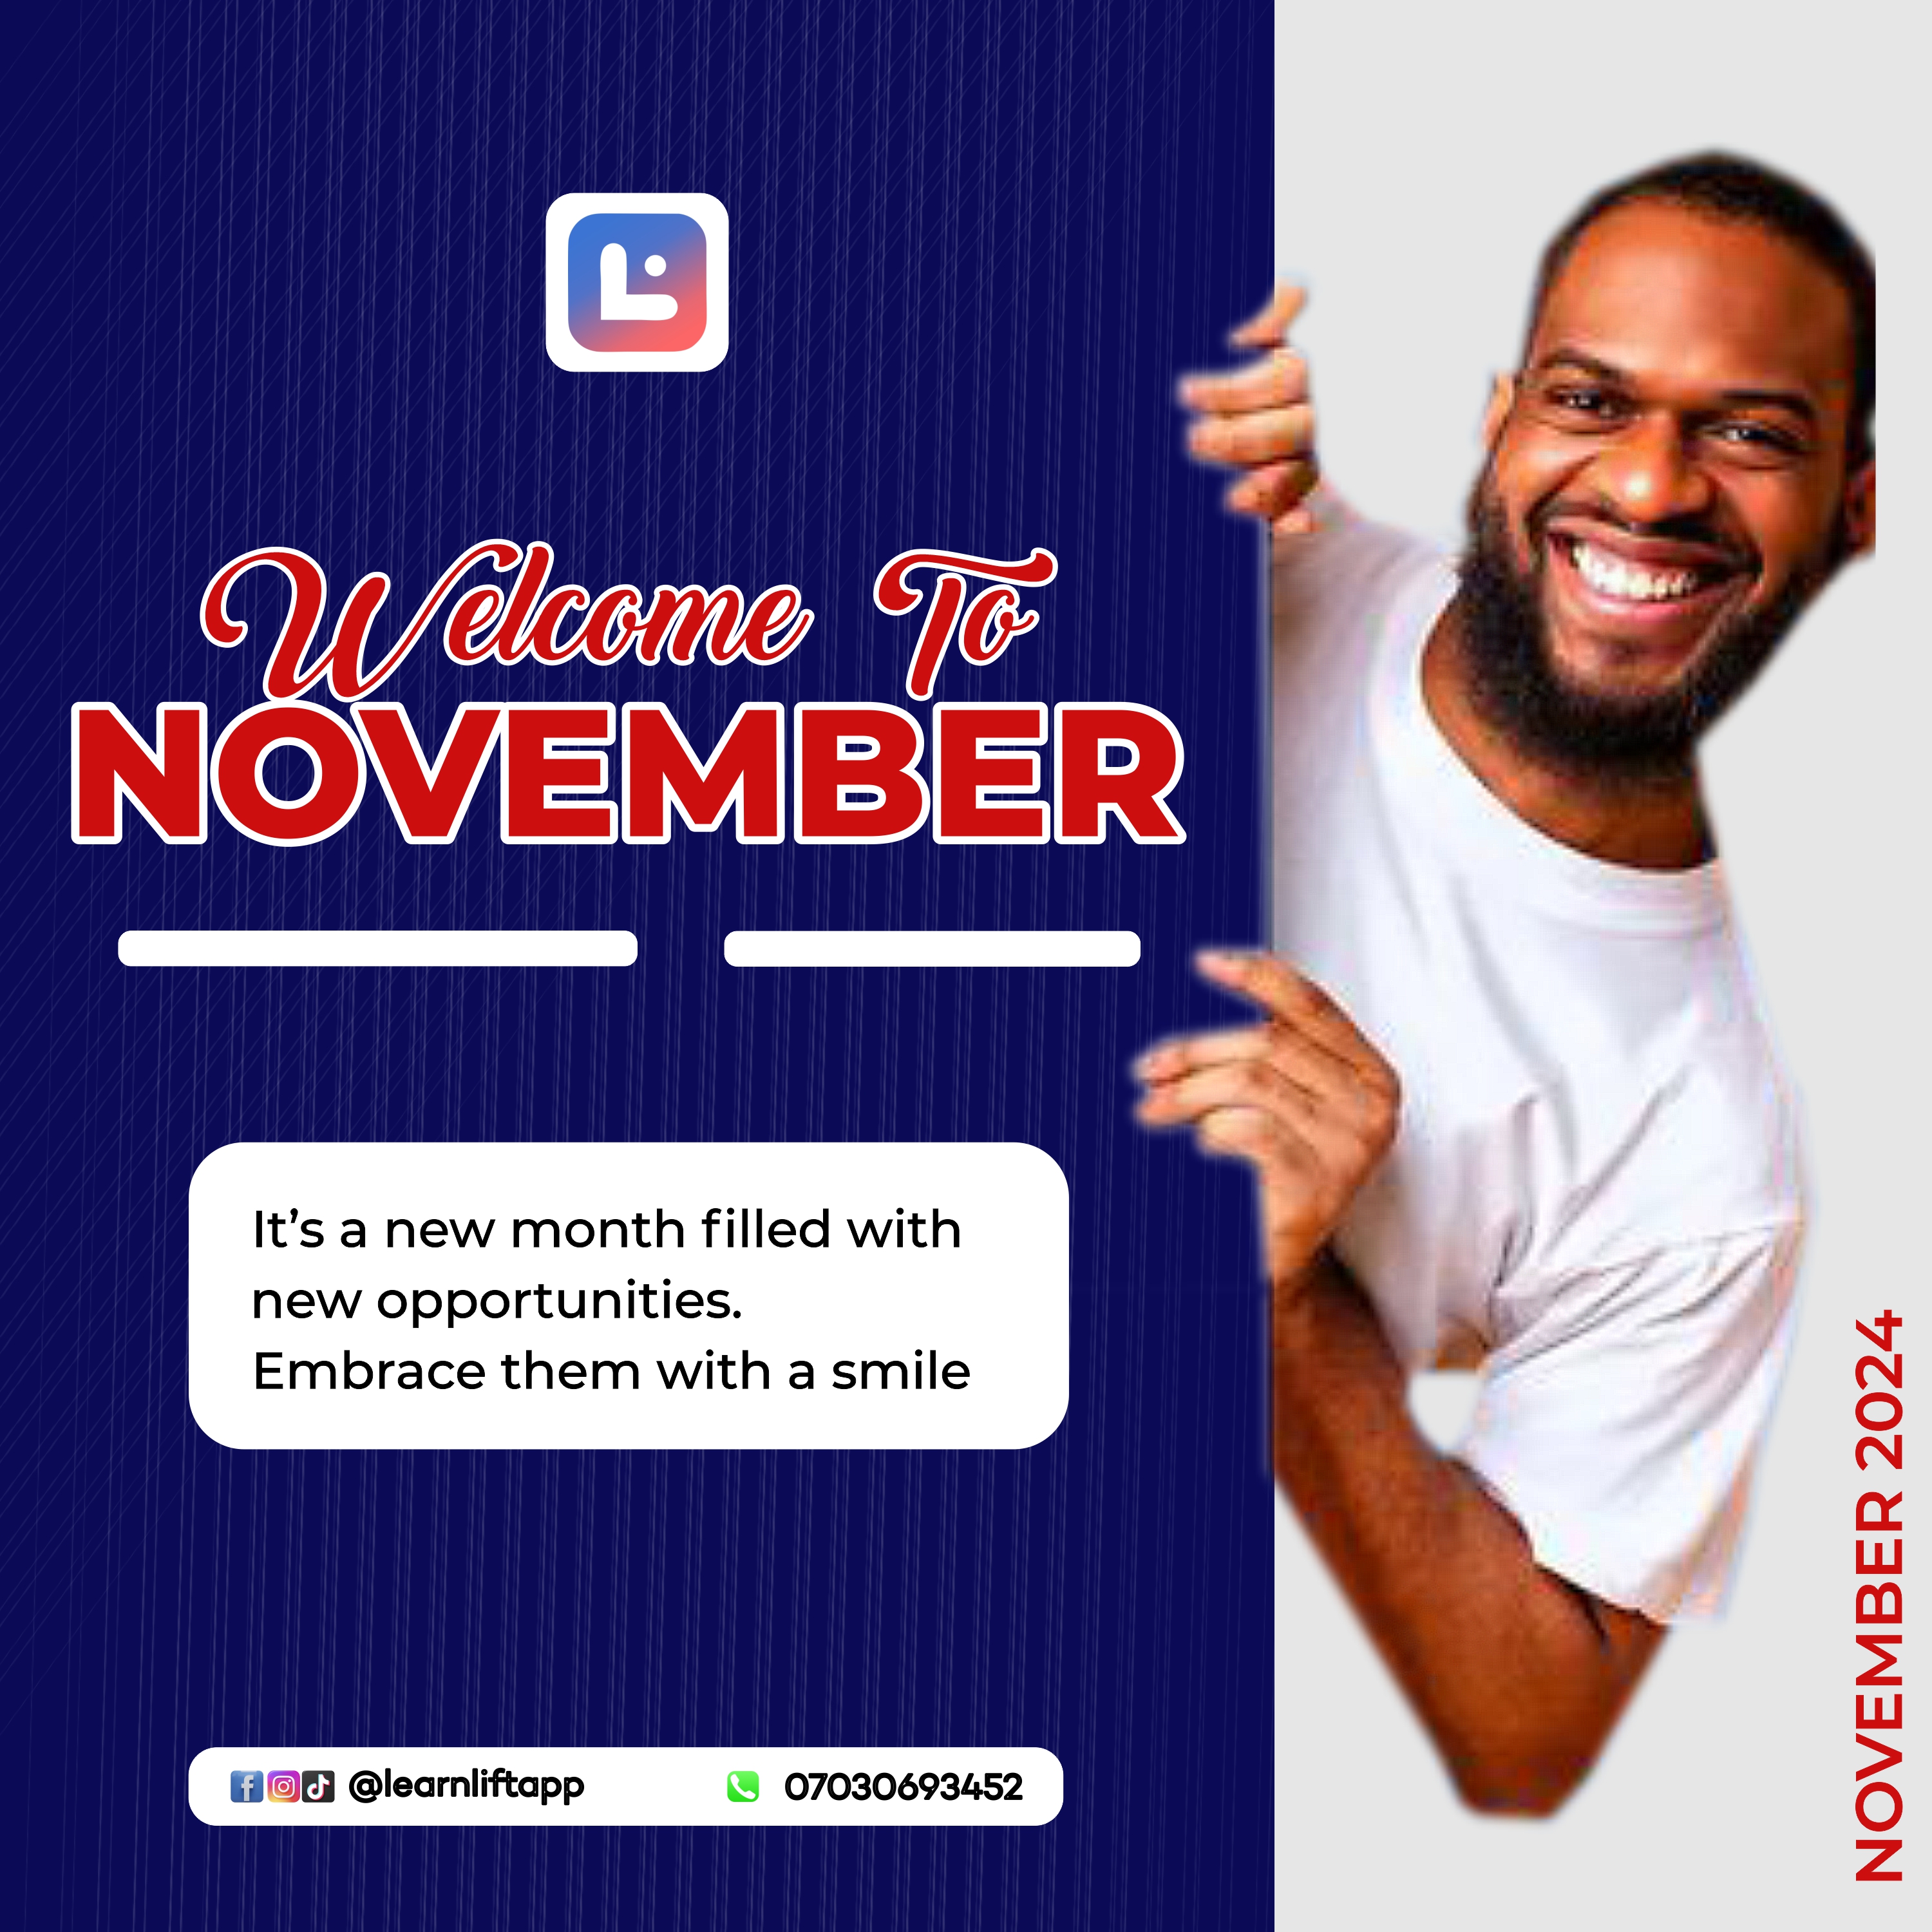 Welcome To
NOVEMBER
It’s a new month filled with
new opportunities.
Embrace them with a smile
@learnliftapp 07030693452
NOVEMBER 2024